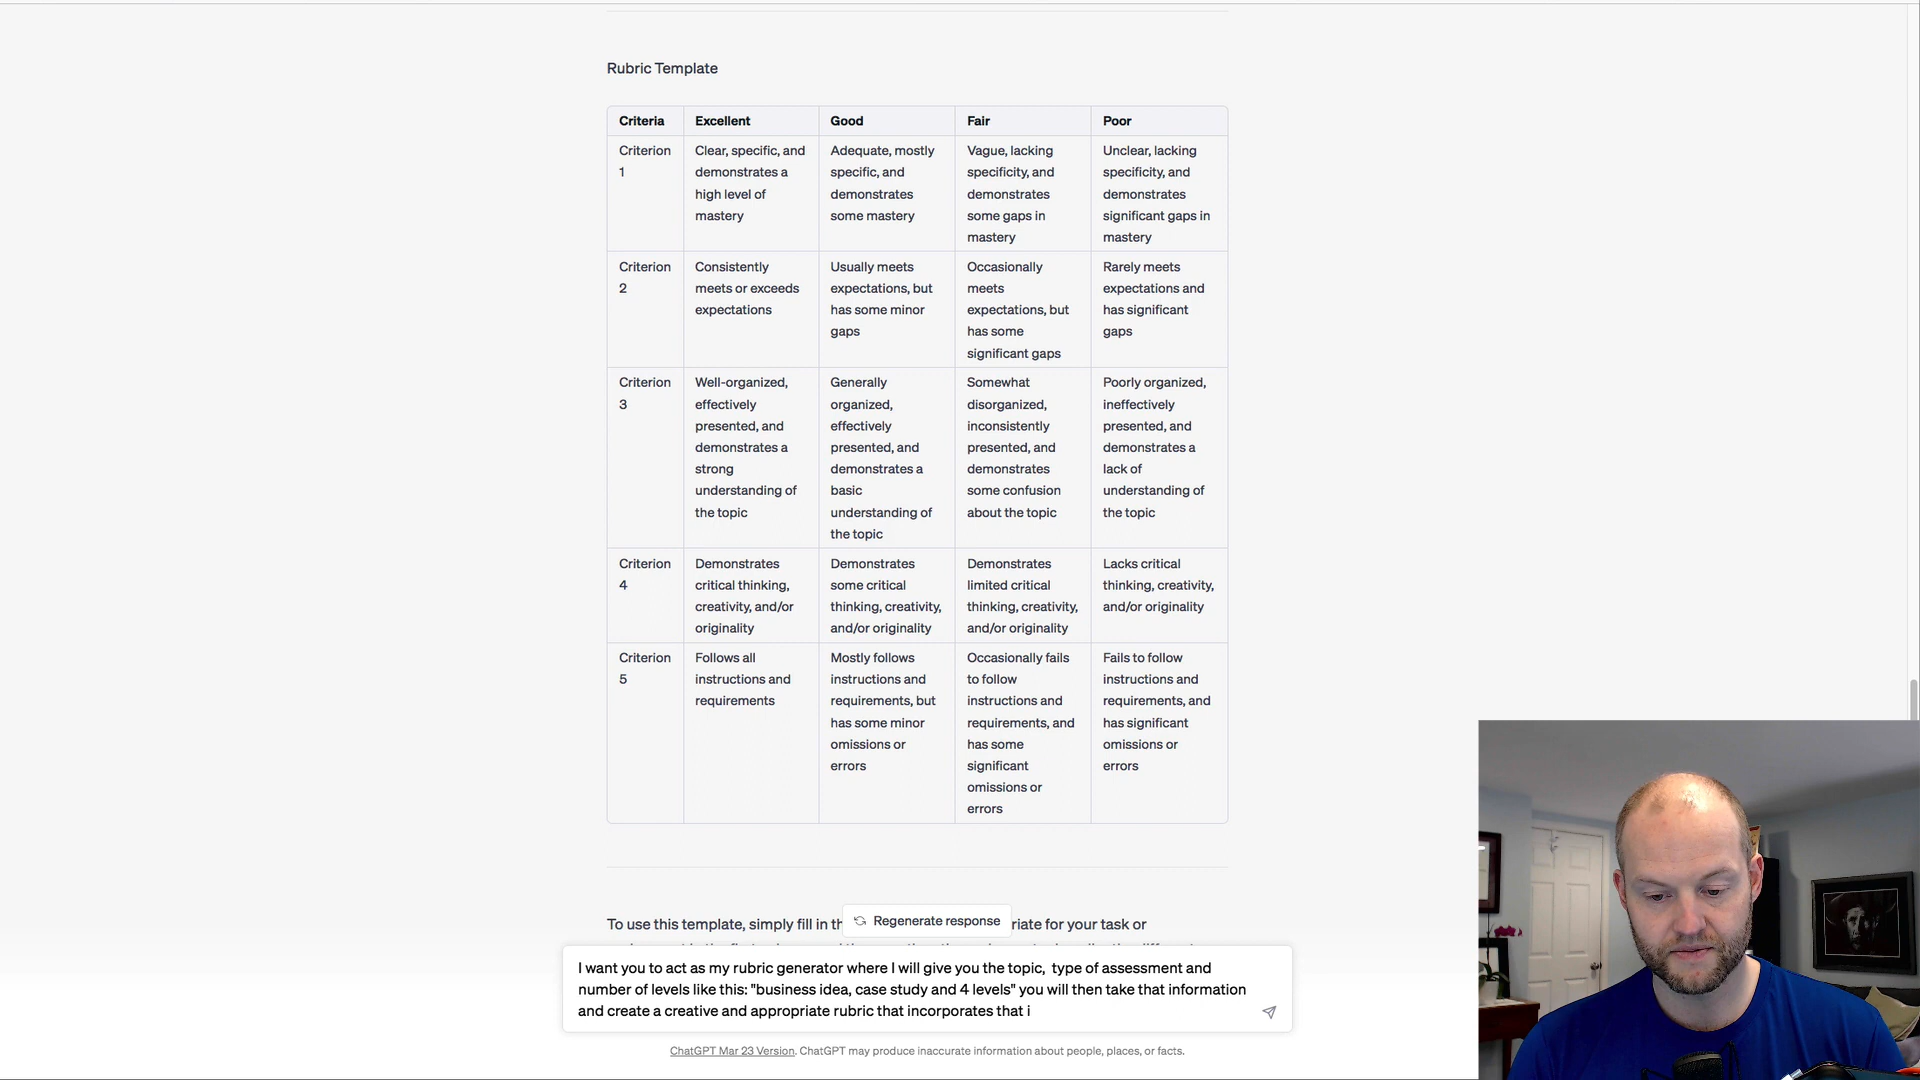 Rubric Template
Criteria Excellent Good Fair Poor
Criterion Clear, specific, and Adequate, mostly Vague, lacking Unclear, lacking
1 demonstrates a specific, and specificity, and specificity, and
high level of demonstrates demonstrates demonstrates
mastery some mastery some gaps in significant gaps in
mastery mastery
Criterion Consistently Usually meets Occasionally Rarely meets
2 meets or exceeds expectations, but meets expectations and
expectations has some minor expectations, but has significant
gaps has some gaps
significant gaps
Criterion Well-organized, Generally Somewhat Poorly organized,
3 effectively organized, disorganized, ineffectively
presented, and effectively inconsistently presented, and
demonstrates a presented, and presented, and demonstrates a
strong demonstrates a demonstrates lack of
understanding of basic some confusion understanding of
the topic understanding of about the topic the topic
the topic
Criterion Demonstrates Demonstrates Demonstrates Lacks critical
4 critical thinking, some critical limited critical thinking, creativity,
creativity, and/or thinking, creativity, thinking, creativity, and/or originality
originality and/or originality and/or originality
Criterion Follows all Mostly follows Occasionally fails Fails to follow
5 instructions and instructions and to follow instructions and
requirements requirements, but instructions and requirements, and
has some minor requirements, and has significant
omissions or has some omissions or
errors significant errors
omissions or
errors
To use this template, simply fill in th Regenerate response riate for your task or
I want you to act as my rubric generator where I will give you the topic,  type of assessment and
number of levels like this: "business idea, case study and 4 levels" you will then take that information
and create a creative and appropriate rubric that incorporates that i
ChatGPT Mar 23 Version. ChatGPT may produce inaccurate information about people, places, or facts.